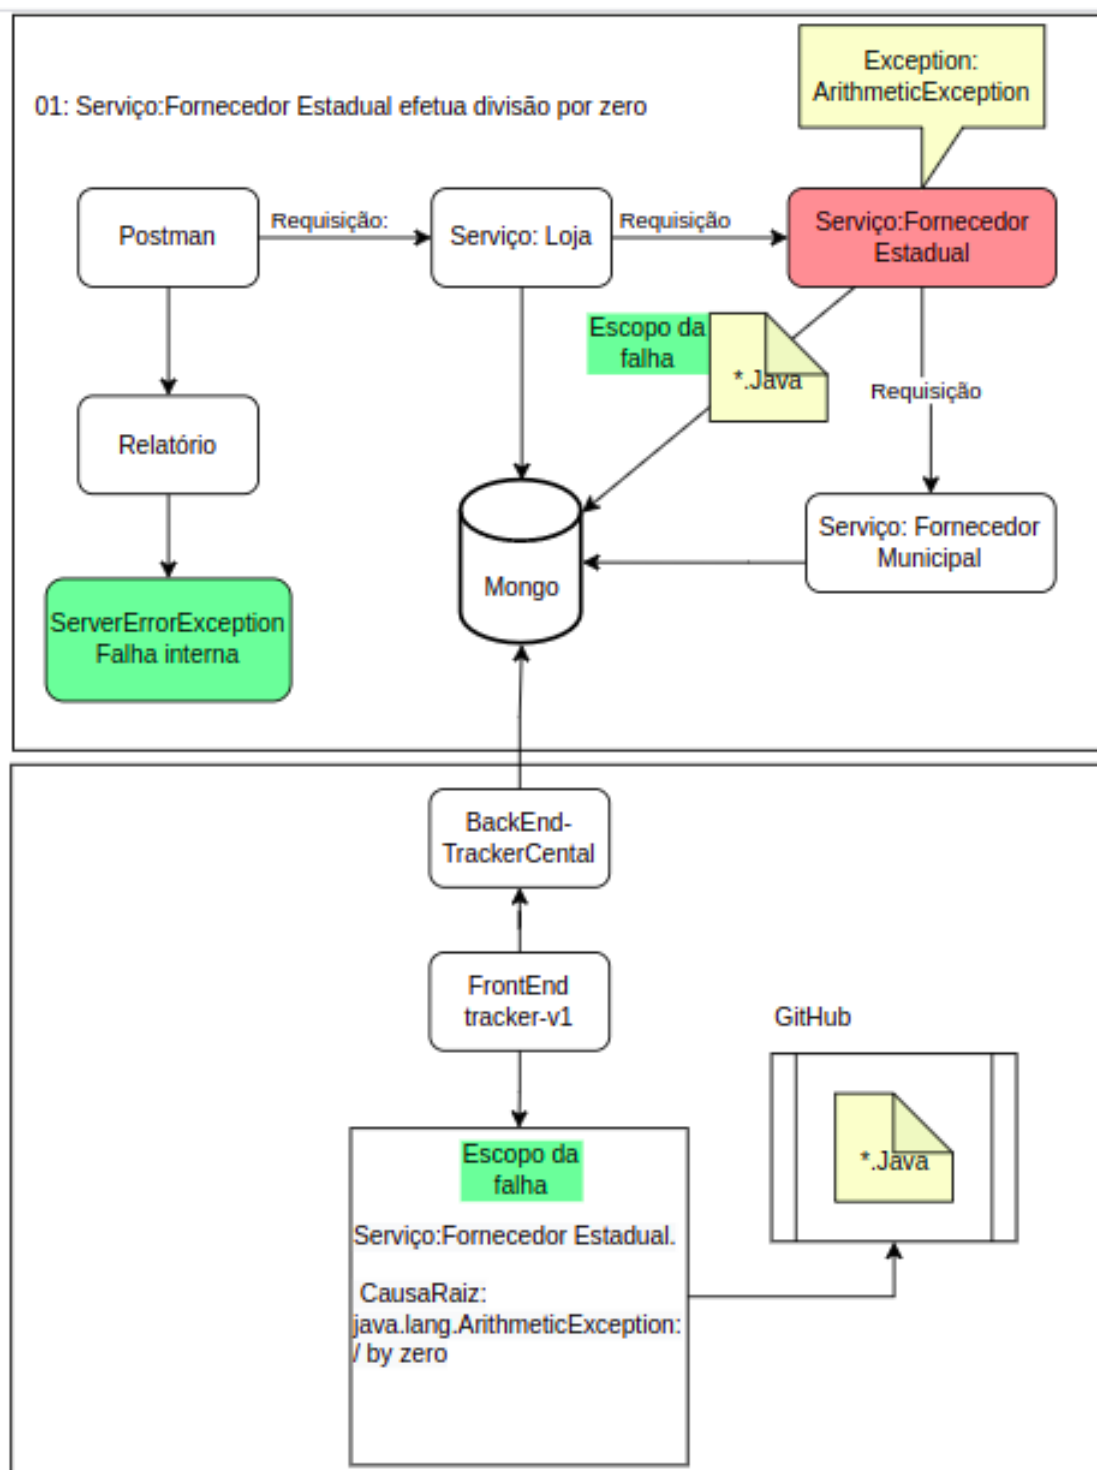 Exception:
ArithmeticException
01: Serviço:Fornecedor Estadual efetua divisão por zero
Postman
Requisição:
Serviço: Loja
Requisição
Serviço:Fornecedor
Estadual
Escopo da
falha
*.Java
Requisição
Relatório
Serviço: Fornecedor
Municipal
Mongo
ServerErrorException
Falha interna
BackEnd-
TrackerCental
FrontEnd
tracker-v1
GitHub
*.Java
Escopo da
falha
Serviço:Fornecedor Estadual.
CausaRaiz:
java.lang.ArithmeticException:
/ by zero